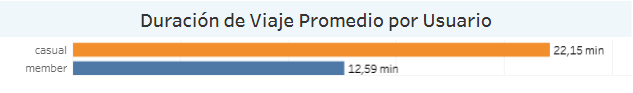 Duración de Viaje Promedio por Usuario
casual 22,15 min
member 12,59 min